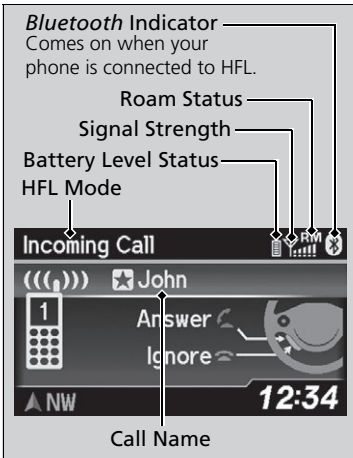 Bluetooth Indicator
Comes on when your
phone is connected to HFL.
Roam Status
Signal Strength
Battery Level Status
HFL Mode
Incoming Call
RM
John
1
Answer
Ignore
NW
12:34
Call Name